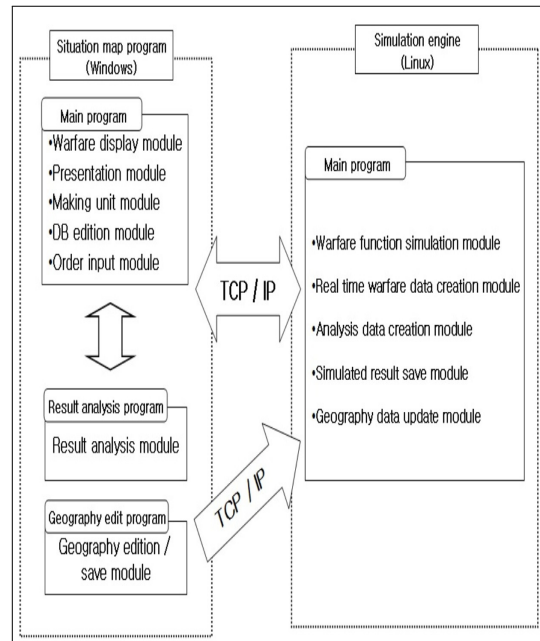 Situation map program
(Windows)
Main program
•Warfare display module
•Presentation module
•Making unit module
•DB edition module
•Order input module
Result analysis program
Result analysis module
Geography edit program
Geography edition /
save module
TCP / IP
TCP / IP
Simulation engine
(Linux)
Main program
•Warfare function simulation module
•Real time warfare data creation module
•Analysis data creation module
•Simulated result save module
•Geography data update module